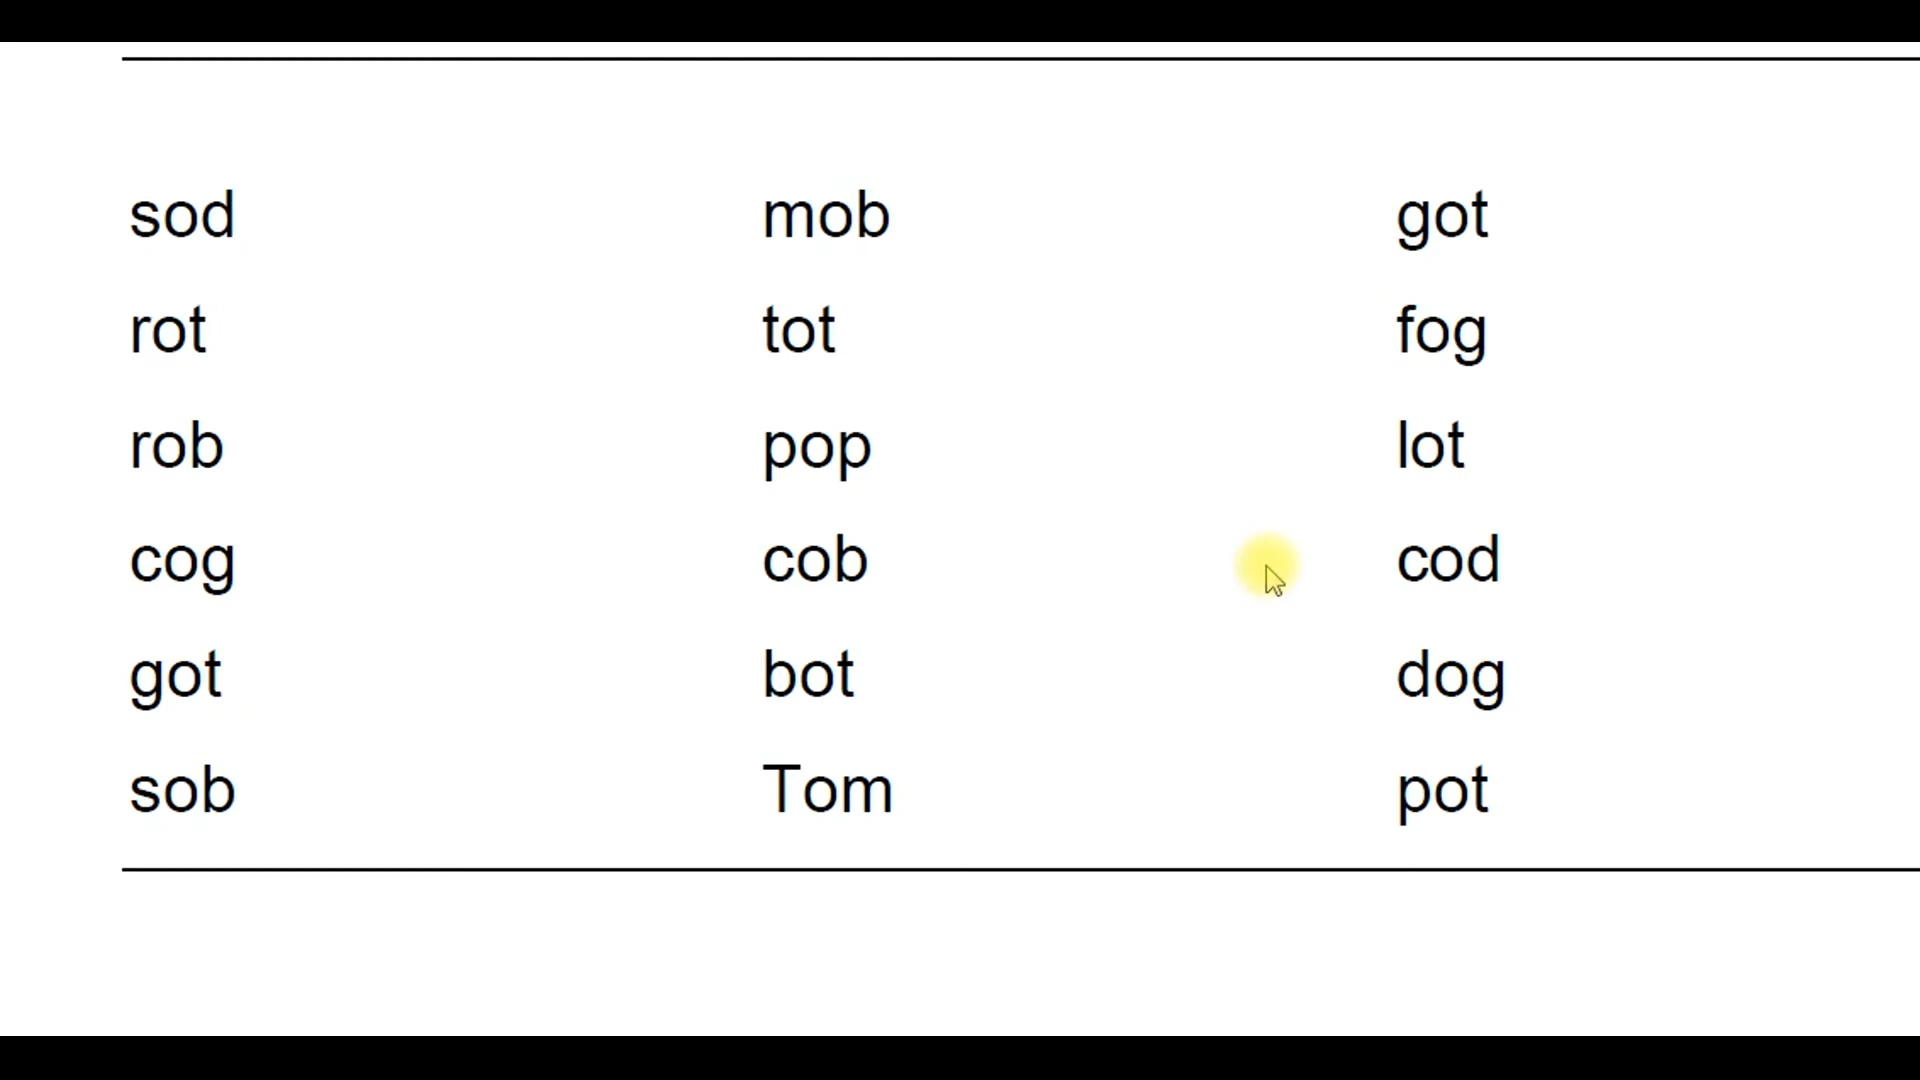 sod mob got
rot tot fog
rob pop lot
cog cob cod
got bot dog
sob Tom pot